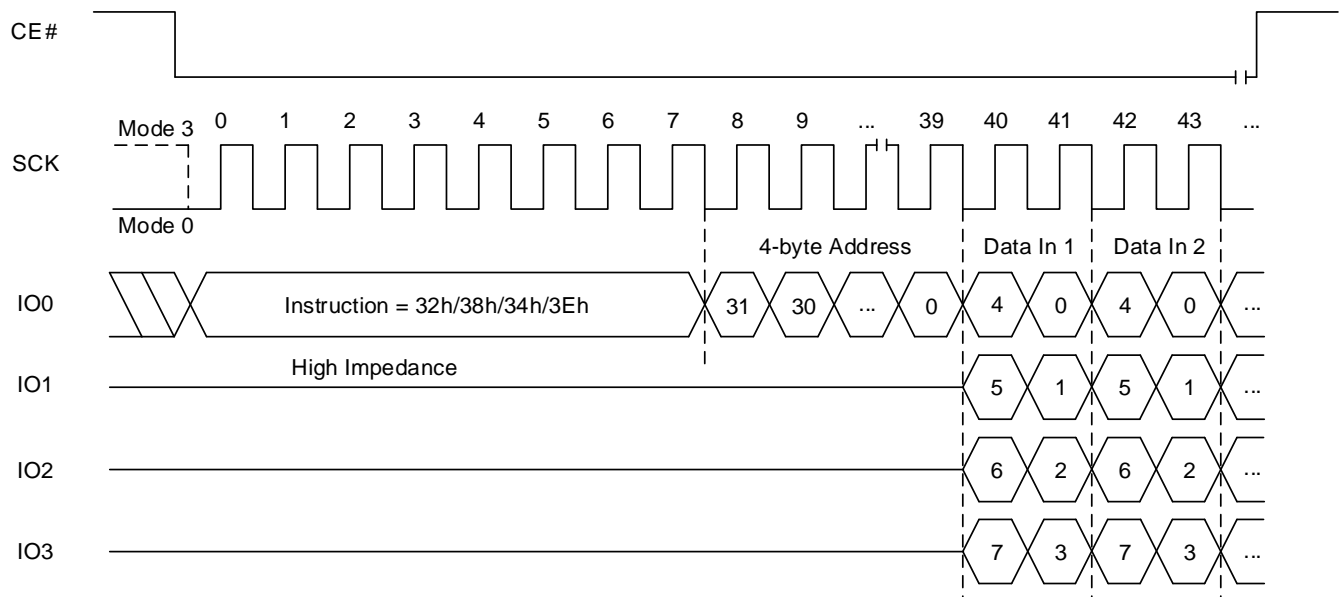 CE#
Mode 3 0 1 2 3 4 5 6 7 8 9 ... 39 40 41 42 43 ...
SCK
Mode 0
4-byte Address Data In 1 Data In 2
IO0 Instruction = 32h/38h/34h/3Eh 31 30 ... 0 4 0 4 0 ...
High Impedance
IO1 5 1 5 1 ...
IO2 6 2 6 2 ...
IO3 7 3 7 3 ...